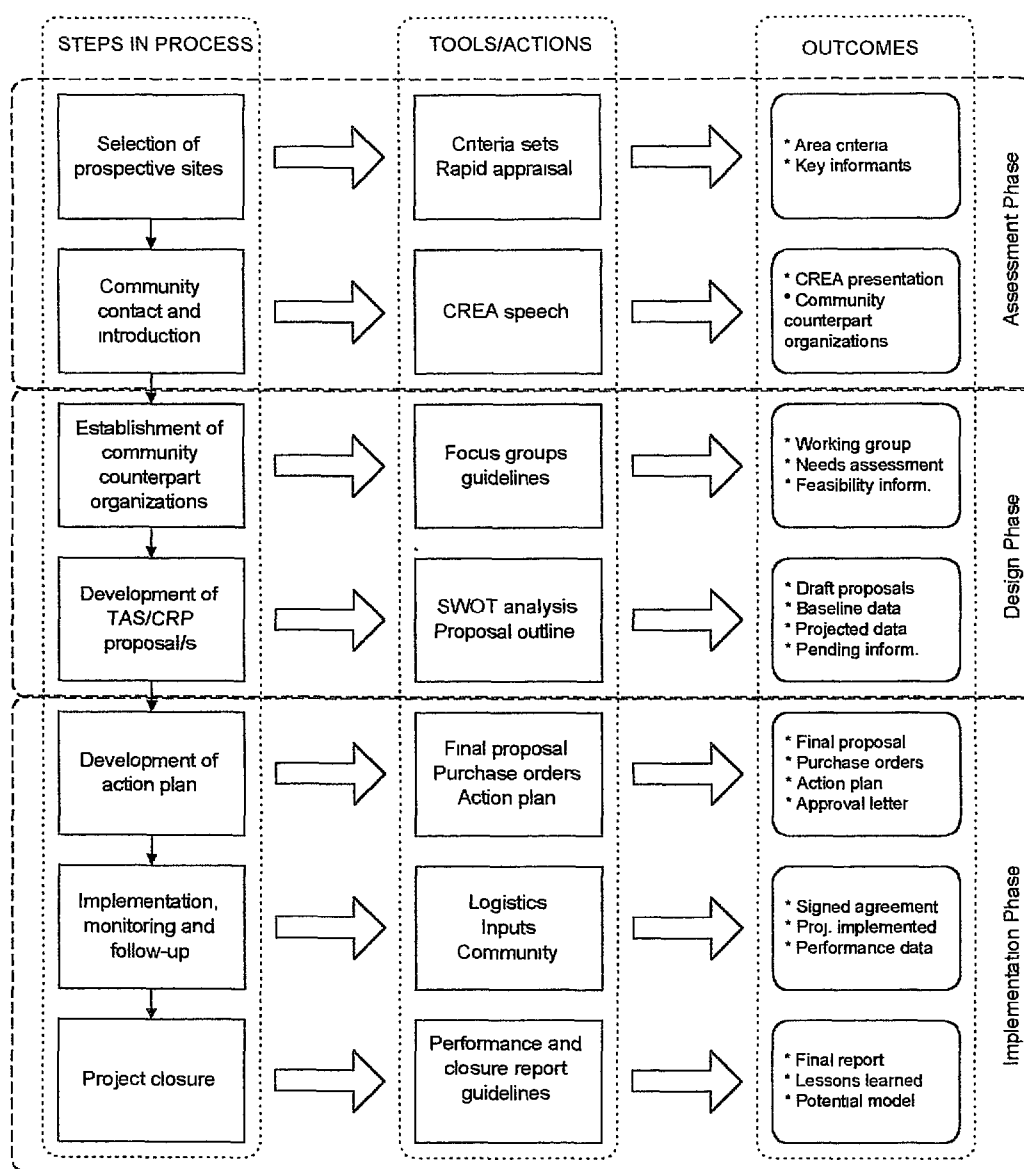 STEPS IN PROCESS
TOOLS/ACTIONS
OUTCOMES
Selection of
prospective sites
Criteria sets
Rapid appraisal
* Area criteria
* Key informants
Community
contact and
introduction
CREA speech
* CREA presentation
* Community
counterpart
organizations
Assessment Phase
Establishment of
community
counterpart
organizations
Focus groups
guidelines
* Working group
* Needs assessment
* Feasibility inform.
Development of
TAS/CRP
proposal/s
SWOT analysis
Proposal outline
* Draft proposals
* Baseline data
* Projected data
* Pending inform.
Design Phase
Development of
action plan
Final proposal
Purchase orders
Action plan
* Final proposal
* Purchase orders
* Action plan
* Approval letter
Implementation,
monitoring and
follow-up
Logistics
Inputs
Community
* Signed agreement
* Proj. implemented
* Performance data
Project closure
Performance and
closure report
guidelines
* Final report
* Lessons learned
* Potential model
Implementation Phase